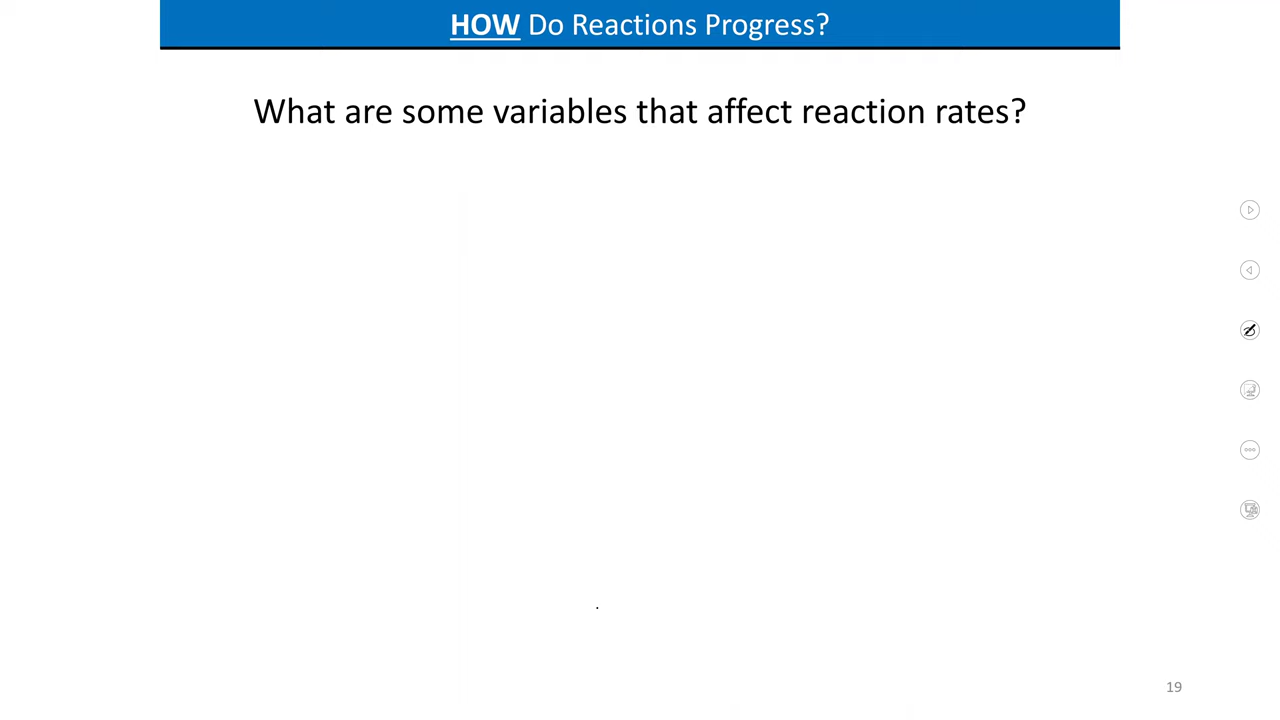 HOW Do Reactions Progress?
What are some variables that affect reaction rates?
19